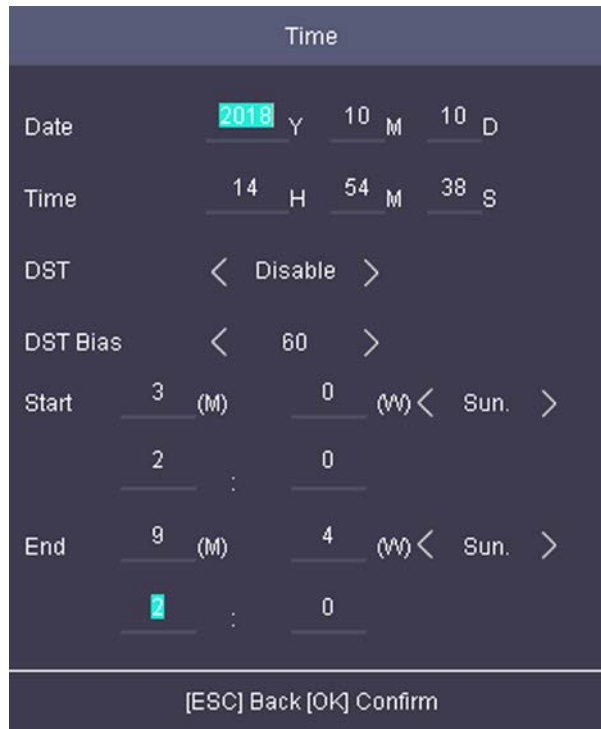 Time
Date 2018 Y 10 M 10 D
Time 14 H 54 M 38 S
DST < Disable >
DST Bias < 60 >
Start 3 (M) 0 (W) < Sun. >
2 : 0
End 9 (M) 4 (W) < Sun. >
2 : 0
[ESC] Back [OK] Confirm